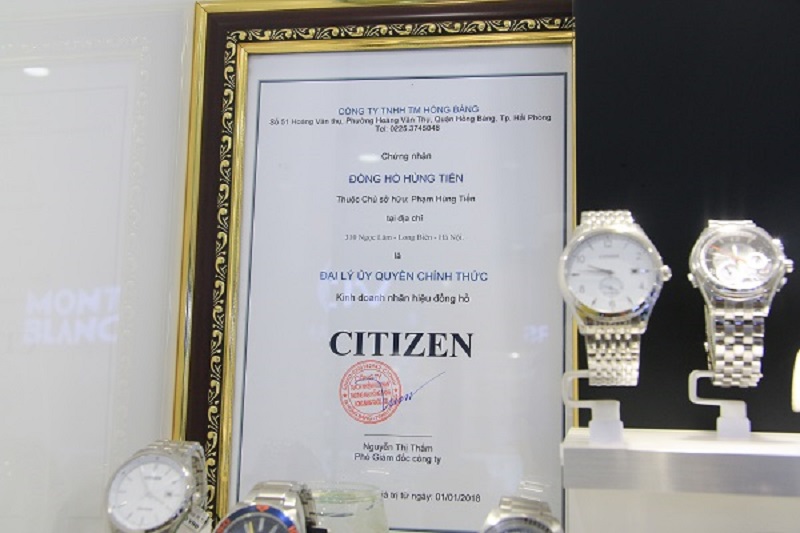 CÔNG TY TNHH TM HỒNG BÀNG
Số 51 Hoàng Văn thụ, Phường Hoàng Văn Thụ, Quận Hồng Bàng, Tp. Hải Phòng
Tel: 0225.3745048
Chứng nhận
ĐỒNG HỒ HÙNG TIẾN
Thuộc Chủ sở hữu: Phạm Hùng Tiến
tại địa chỉ
Ngọc Lâm - Long Biên - Hà Nội.
là
ĐẠI LÝ ỦY QUYỀN CHÍNH THỨC
Kinh doanh nhãn hiệu đồng hồ
CITIZEN
Nguyễn Thị Thắm
Phó Giám đốc công ty
trị từ ngày: 01/01/2018
MONT
BLANC